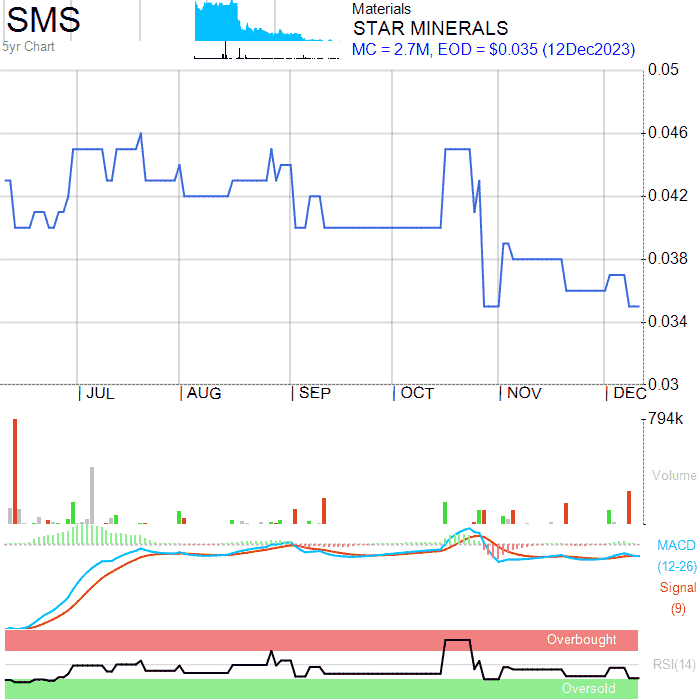 SMS
5yr Chart
Materials
STAR MINERALS
MC = 2.7M, EOD = $0.035 (12Dec2023)
0.05
0.046
0.042
0.038
0.034
0.03
JUL AUG SEP OCT NOV DEC
794k
Volume
MACD
(12-26)
Signal
(9)
Overbought
RSI(14)
Oversold